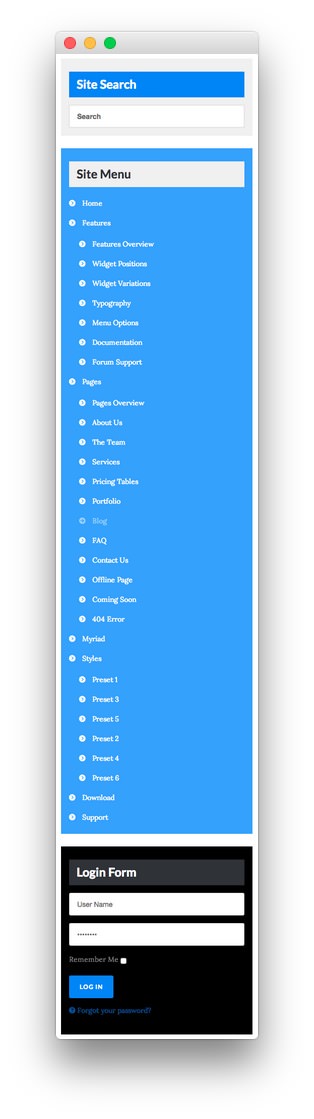 Site Search
Search
Site Menu
Home
Features
Features Overview
Widget Positions
Widget Variations
Typography
Menu Options
Documentation
Forum Support
Pages
Pages Overview
About Us
The Team
Services
Pricing Tables
Portfolio
Blog
FAQ
Contact Us
Offline Page
Coming Soon
404 Error
Myriad
Styles
Preset 1
Preset 3
Preset 5
Preset 2
Preset 4
Preset 6
Download
Support
Login Form
User Name
••••••••
Remember Me
LOG IN
Forgot your password?